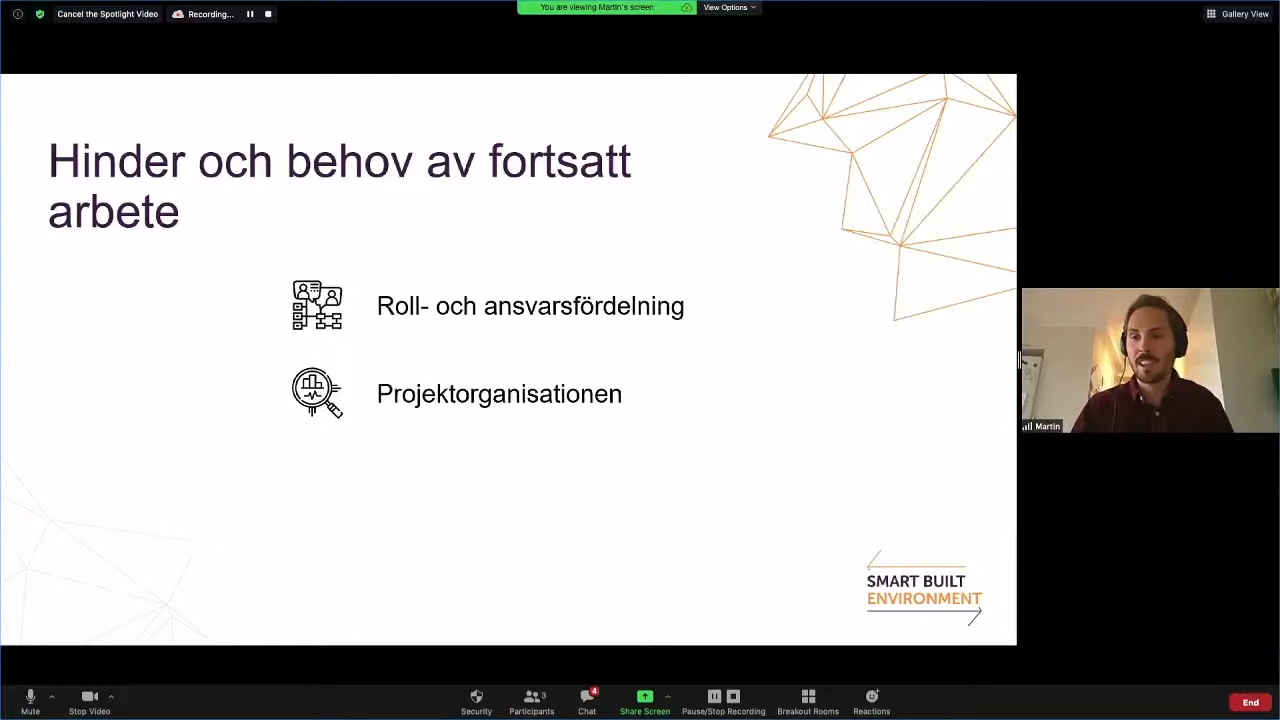 Cancel the Spotlight Video
Recording...
You are viewing Martin's screen
View Options
Gallery View
Hinder och behov av fortsatt
arbete
Roll- och ansvarsfördelning
Projektorganisationen
Martin
SMART BUILT
ENVIRONMENT
Mute
Stop Video
Security
Participants
3
Chat
4
Share Screen
Pause/Stop Recording
Breakout Rooms
Reactions
End